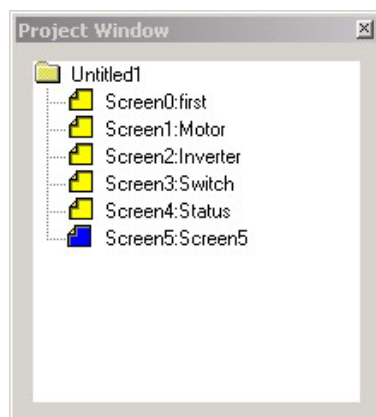 Project Window
Untitled1
Screen0:first
Screen1:Motor
Screen2:Inverter
Screen3:Switch
Screen4:Status
Screen5:Screen5